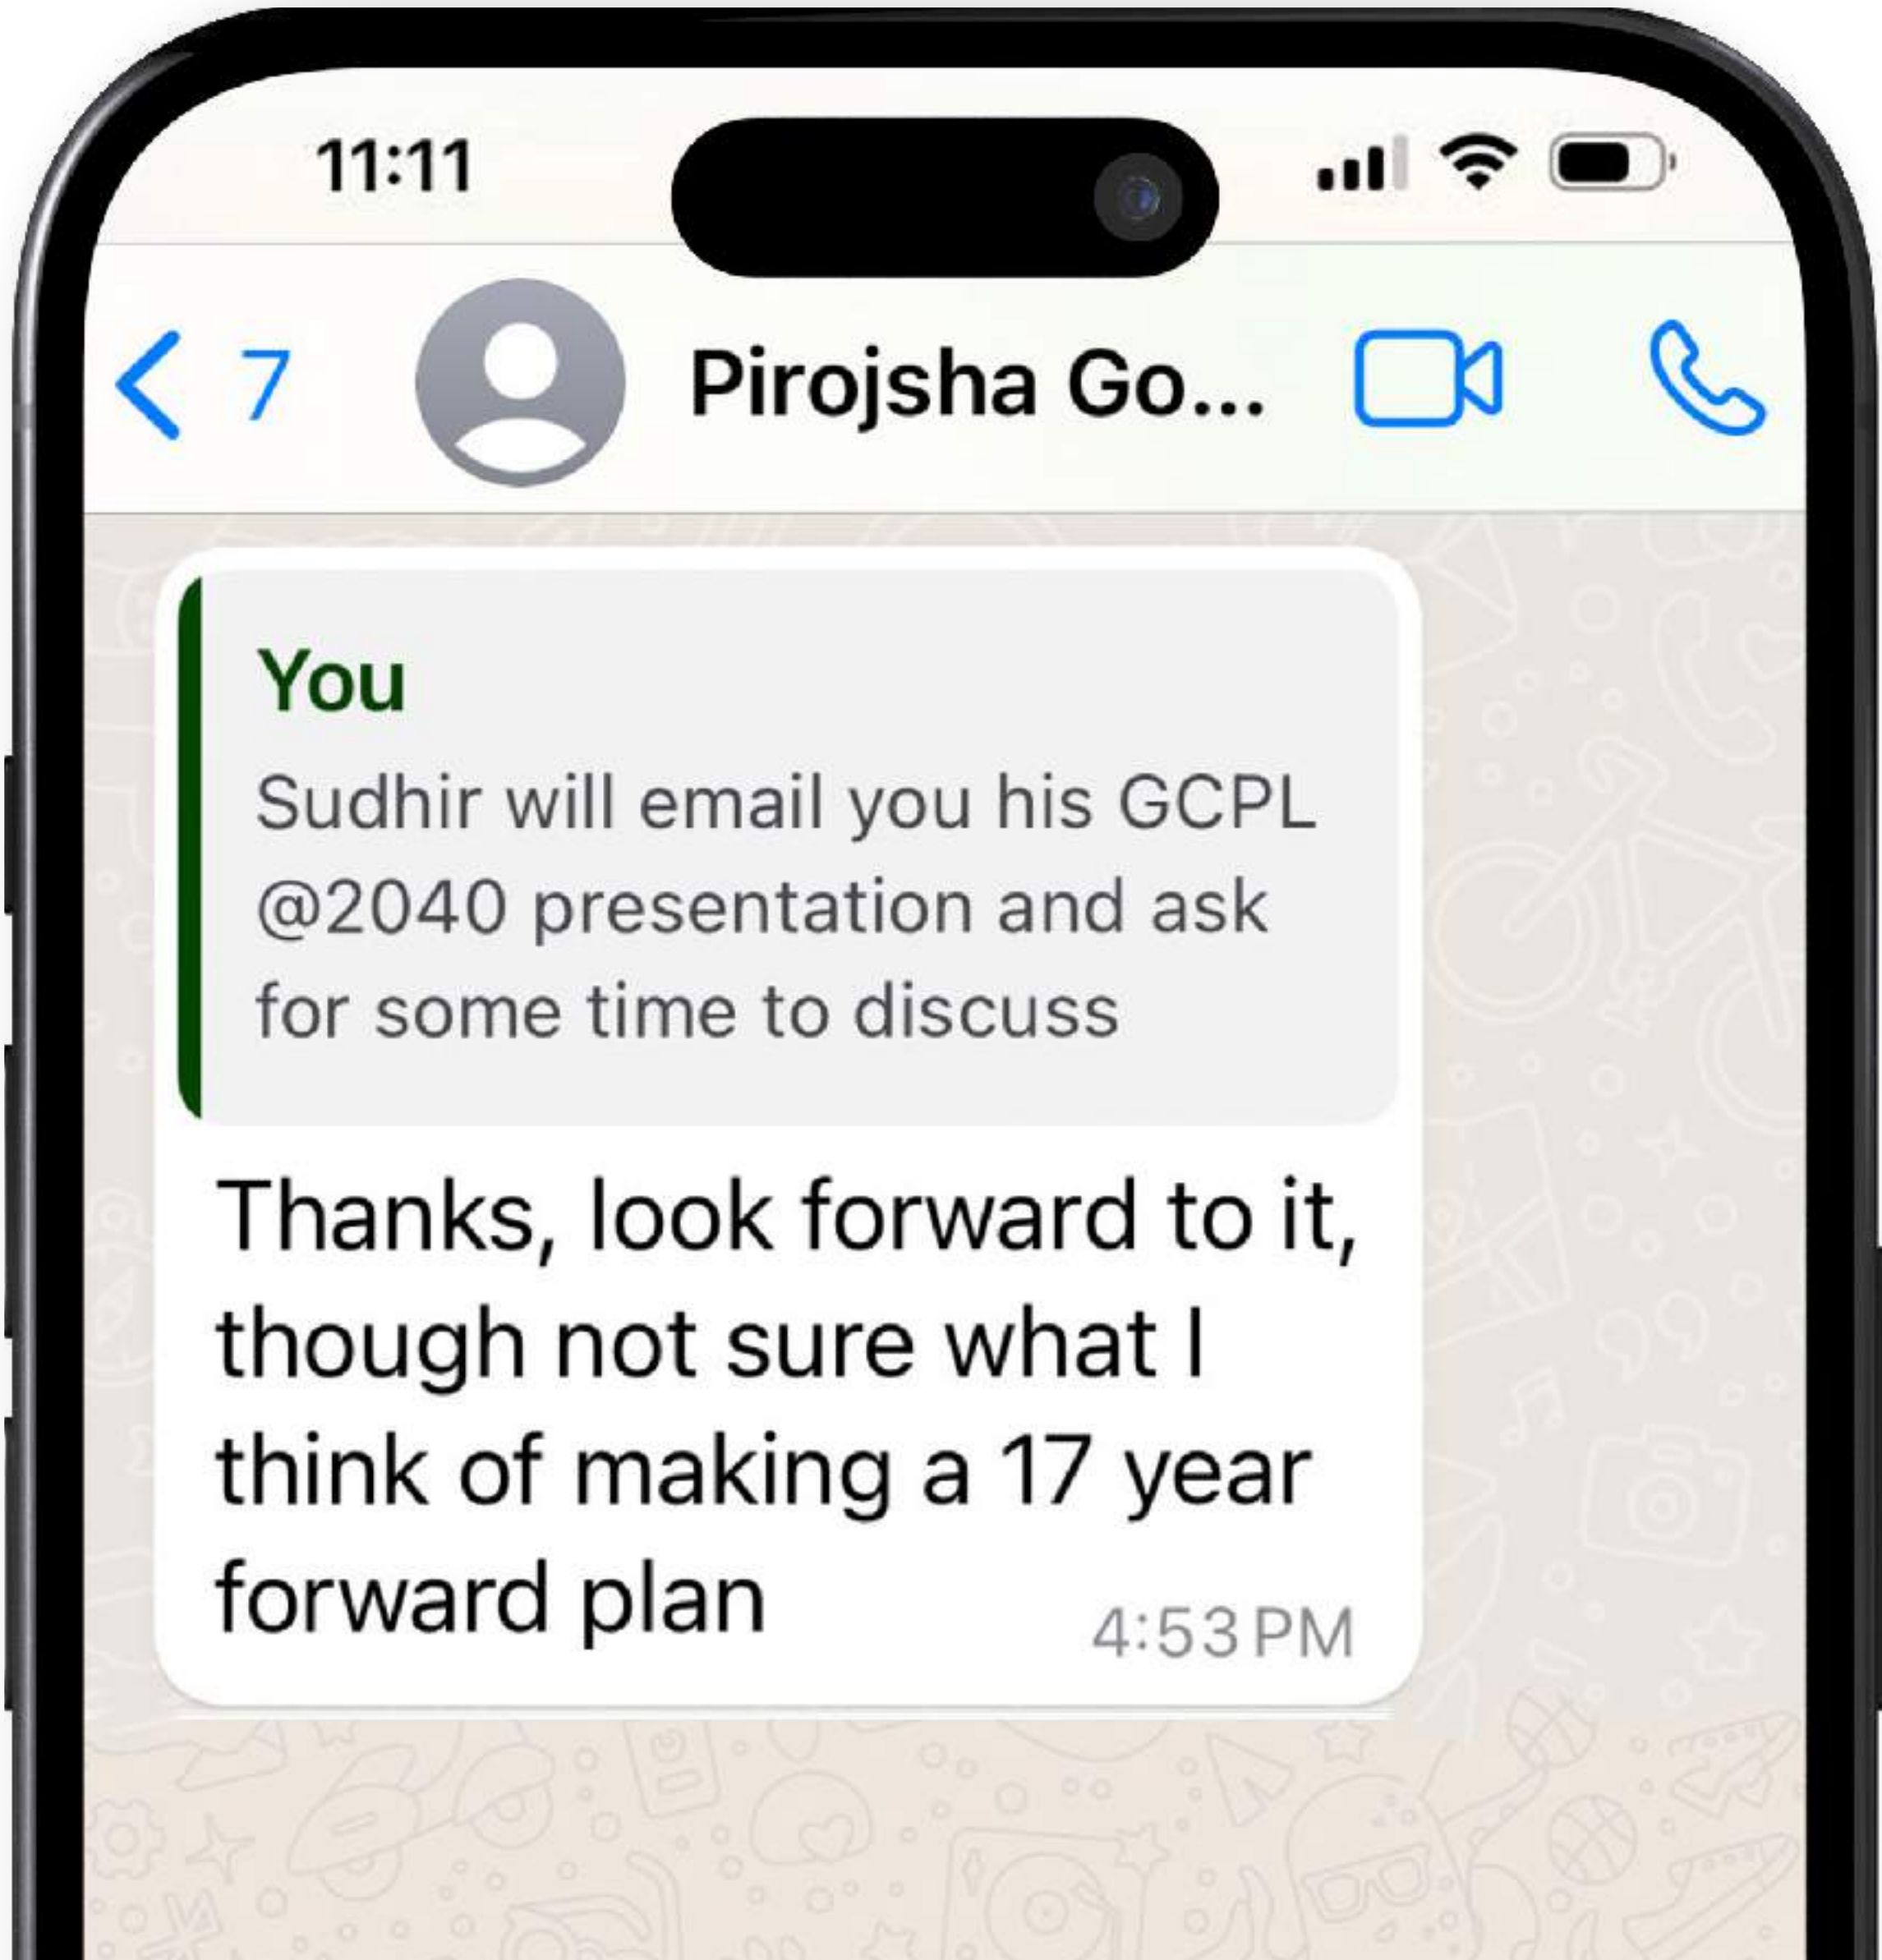 11:11
7
Pirojsha Go...
You
Sudhir will email you his GCPL
@2040 presentation and ask
for some time to discuss
Thanks, look forward to it,
though not sure what I
think of making a 17 year
forward plan
4:53 PM